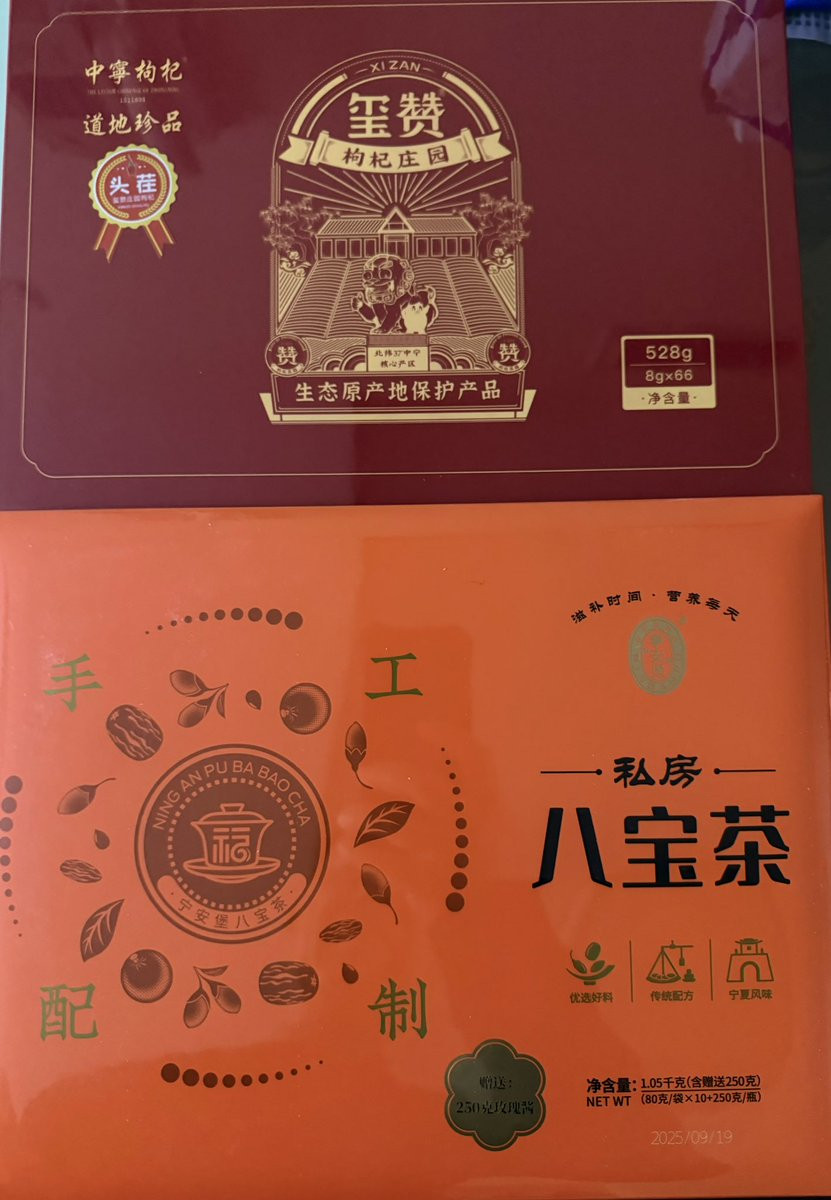 中寧枸杞
道地珍品
头茬
玺赞庄园枸杞
XI ZAN
玺赞
枸杞庄园
赞
北纬37°中宁
核心产区
赞
生态原产地保护产品
528g
8g×66
·净含量·
滋补时间·营养每天
手工
配制
NING AN PU BA BAO CHA
福
·宁安堡八宝茶·
私房
八宝茶
优选好料
传统配方
宁夏风味
赠送:
250克玫瑰酱
净含量: 1.05千克(含赠送250克)
NET WT (80克/袋×10+250克/瓶)
2025/09/19